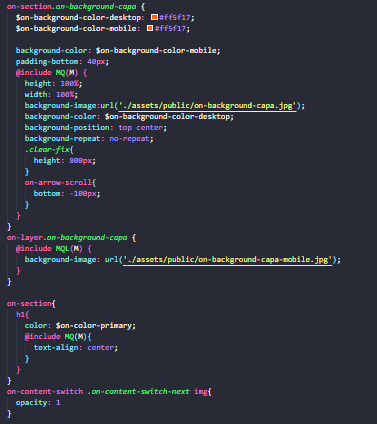 on-section.on-background-capa {
  $on-background-color-desktop: #ff5f17;
  $on-background-color-mobile: #ff5f17;

  background-color: $on-background-color-mobile;
  padding-bottom: 40px;
  @include MQ(M) {
    height: 100%;
    width: 100%;
    background-image:url('./assets/public/on-background-capa.jpg');
    background-color: $on-background-color-desktop;
    background-position: top center;
    background-repeat: no-repeat;
    .clear-fix{
      height: 800px;
    }
    on-arrow-scroll{
      bottom: -100px;
    }
  }
}
on-layer.on-background-capa {
  @include MQL(M) {
    background-image: url('./assets/public/on-background-capa-mobile.jpg');
  }
}

on-section{
  h1{
    color: $on-color-primary;
    @include MQ(M){
      text-align: center;
    }
  }
}
on-content-switch .on-content-switch-next img{
  opacity: 1
}